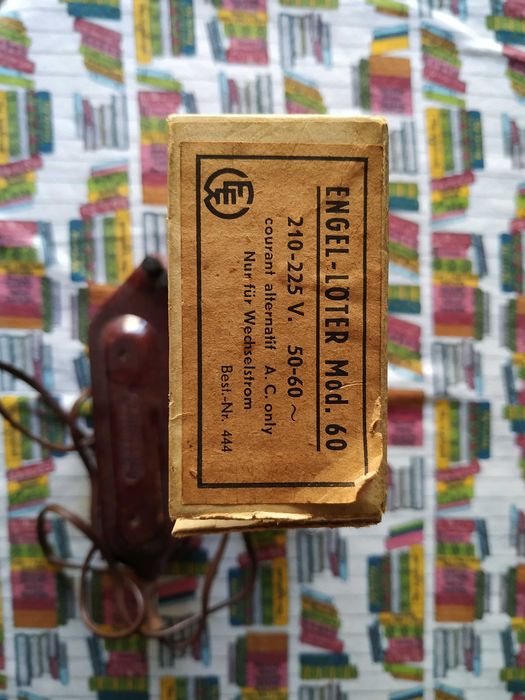 ENGEL-LÖTER Mod. 60
210-225 V. 50-60 ~
courant alternatif A.C. only
Nur für Wechselstrom
Best.-Nr. 444